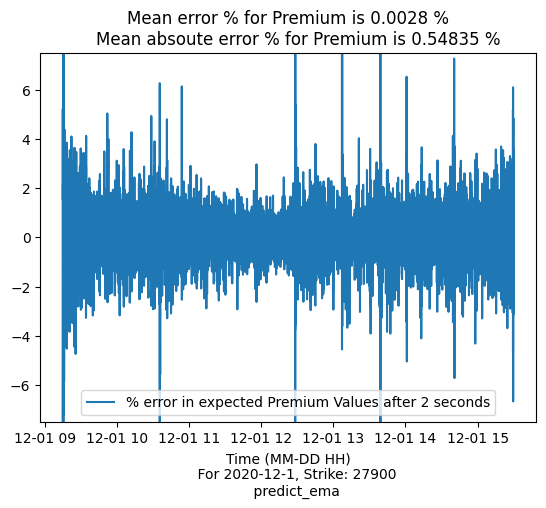 Mean error % for Premium is 0.0028 %
Mean absoute error % for Premium is 0.54835 %
6
4
2
0
−2
−4
−6
% error in expected Premium Values after 2 seconds
12-01 09 12-01 10 12-01 11 12-01 12 12-01 13 12-01 14 12-01 15
Time (MM-DD HH)
For 2020-12-1, Strike: 27900
predict_ema